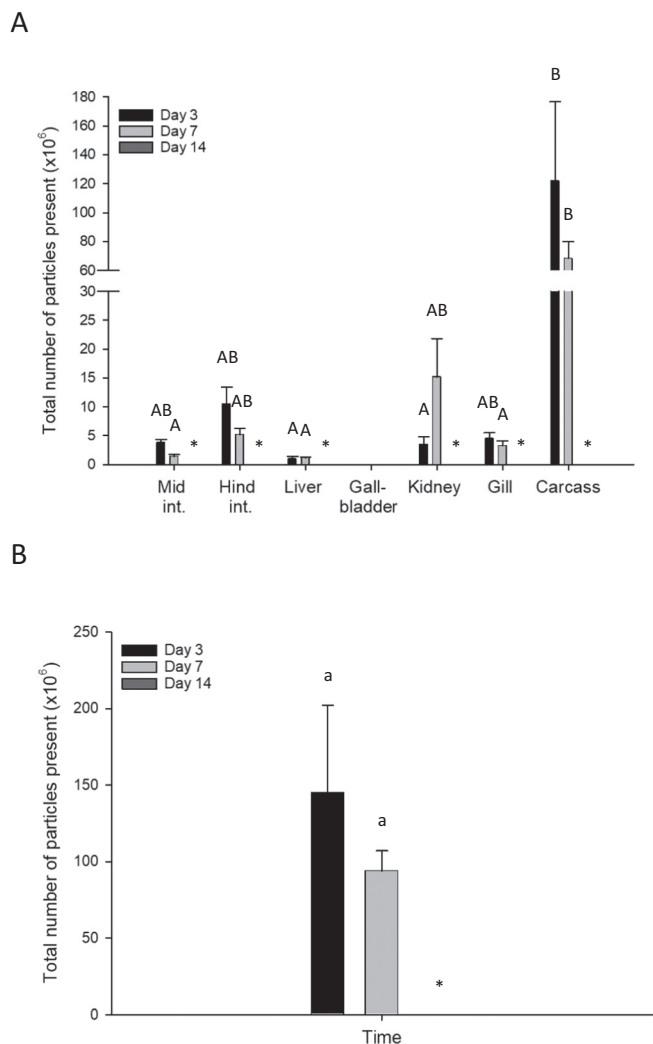 A
Total number of particles present (x10⁶)
180
160
140
120
100
80
60
30
25
20
15
10
5
0
Day 3
Day 7
Day 14
AB
A
*
AB
AB
*
A
A
*
A
AB
*
AB
A
*
B
B
*
Mid int.
Hind int.
Liver
Gall-bladder
Kidney
Gill
Carcass
B
Total number of particles present (x10⁶)
250
200
150
100
50
0
Day 3
Day 7
Day 14
a
a
*
Time